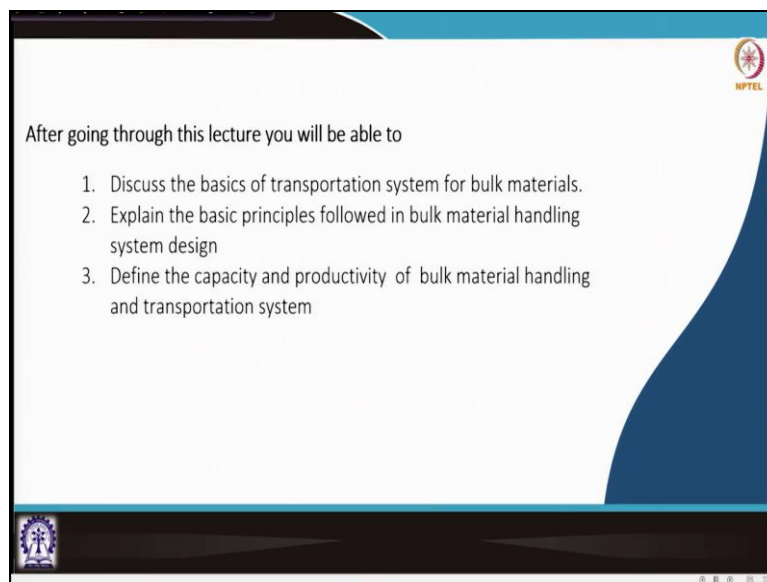 NPTEL
After going through this lecture you will be able to
1. Discuss the basics of transportation system for bulk materials.
2. Explain the basic principles followed in bulk material handling
system design
3. Define the capacity and productivity of bulk material handling
and transportation system